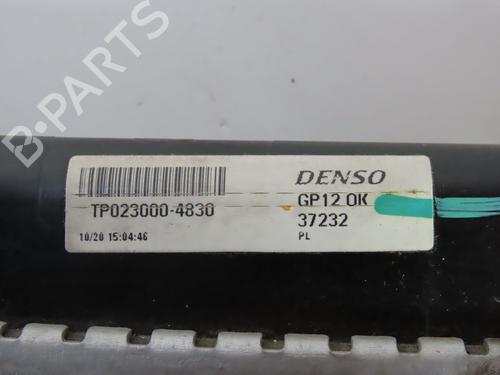 B-PARTS
DENSO
TP023000-4830
GP12 OK
37232
10/20 15:04:46
PL